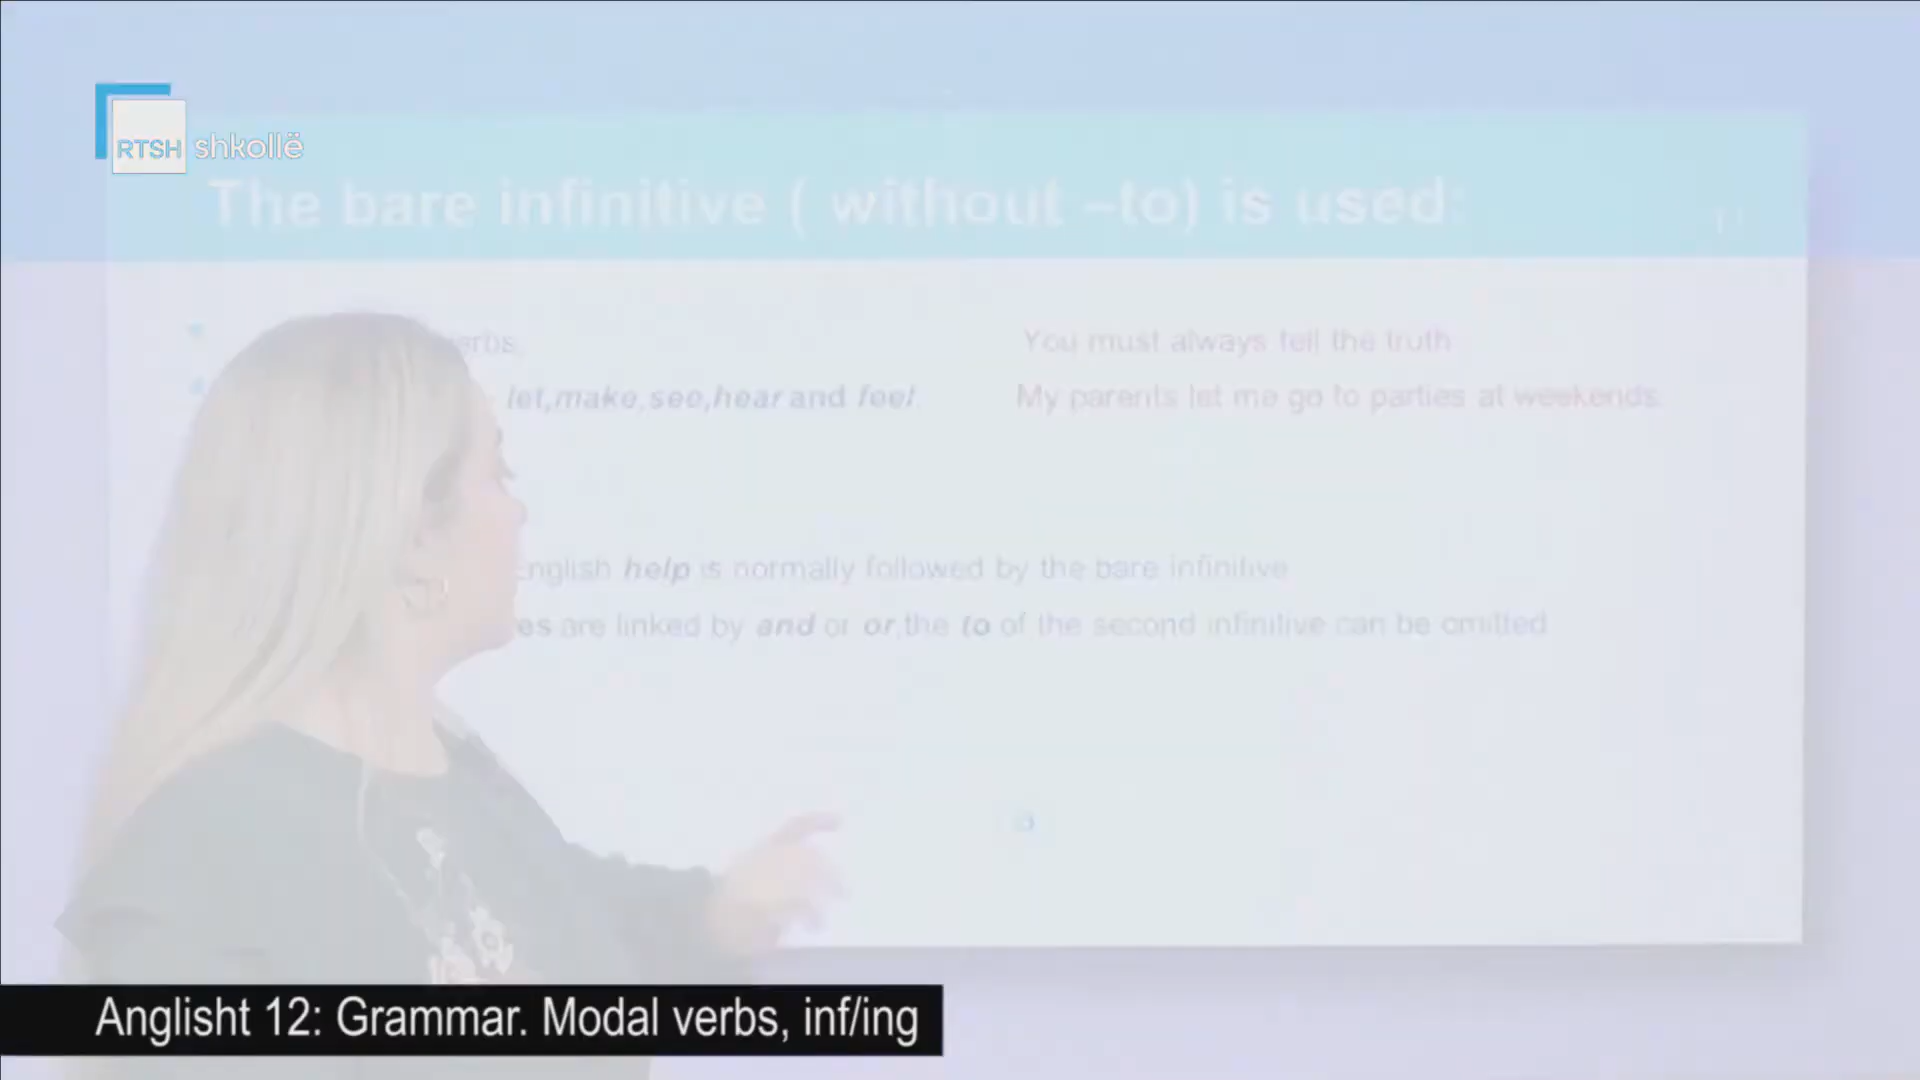 RTSH shkollë
The bare infinitive ( without –to) is used:
11
verbs. You must always tell the truth
let,make,see,hear and feel. My parents let me go to parties at weekends.
English help is normally followed by the bare infinitive
are linked by and or or,the to of the second infinitive can be omitted
Anglisht 12: Grammar. Modal verbs, inf/ing